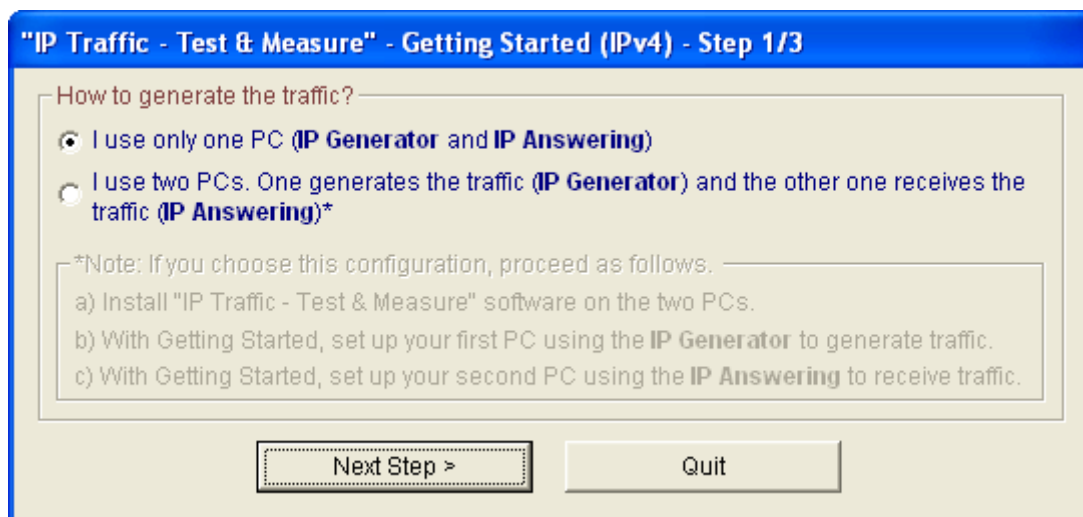 "IP Traffic - Test & Measure" - Getting Started (IPv4) - Step 1/3
How to generate the traffic?
I use only one PC (IP Generator and IP Answering)
I use two PCs. One generates the traffic (IP Generator) and the other one receives the
traffic (IP Answering)*
*Note: If you choose this configuration, proceed as follows.
a) Install "IP Traffic - Test & Measure" software on the two PCs.
b) With Getting Started, set up your first PC using the IP Generator to generate traffic.
c) With Getting Started, set up your second PC using the IP Answering to receive traffic.
Next Step >
Quit